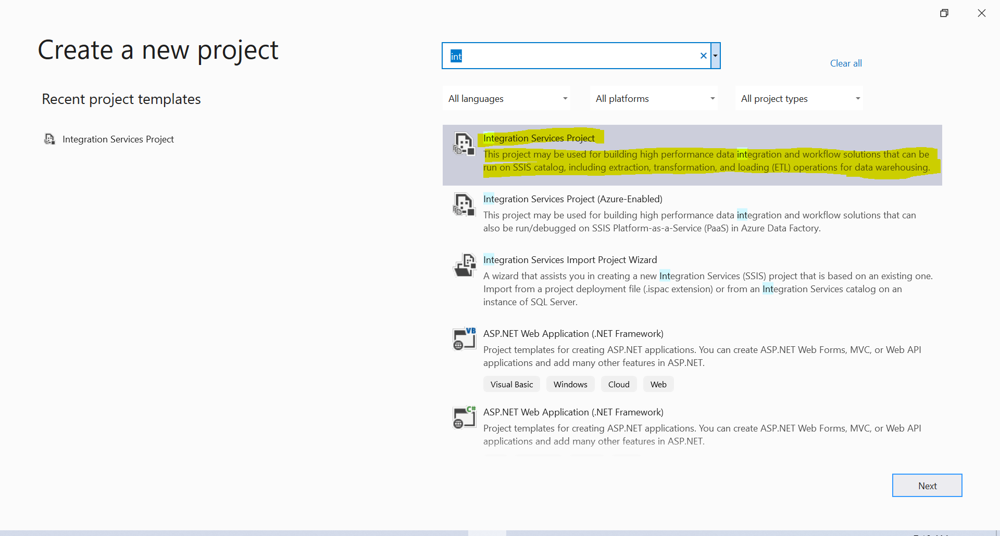 Create a new project
int
Clear all
Recent project templates
All languages
All platforms
All project types
Integration Services Project
Integration Services Project
This project may be used for building high performance data integration and workflow solutions that can be
run on SSIS catalog, including extraction, transformation, and loading (ETL) operations for data warehousing.
Integration Services Project (Azure-Enabled)
This project may be used for building high performance data integration and workflow solutions that can
also be run/debugged on SSIS Platform-as-a-Service (PaaS) in Azure Data Factory.
Integration Services Import Project Wizard
A wizard that assists you in creating a new Integration Services (SSIS) project that is based on an existing one.
Import from a project deployment file (.ispac extension) or from an Integration Services catalog on an
instance of SQL Server.
VB
ASP.NET Web Application (.NET Framework)
Project templates for creating ASP.NET applications. You can create ASP.NET Web Forms, MVC, or Web API
applications and add many other features in ASP.NET.
Visual Basic
Windows
Cloud
Web
C#
ASP.NET Web Application (.NET Framework)
Project templates for creating ASP.NET applications. You can create ASP.NET Web Forms, MVC, or Web API
applications and add many other features in ASP.NET.
Next